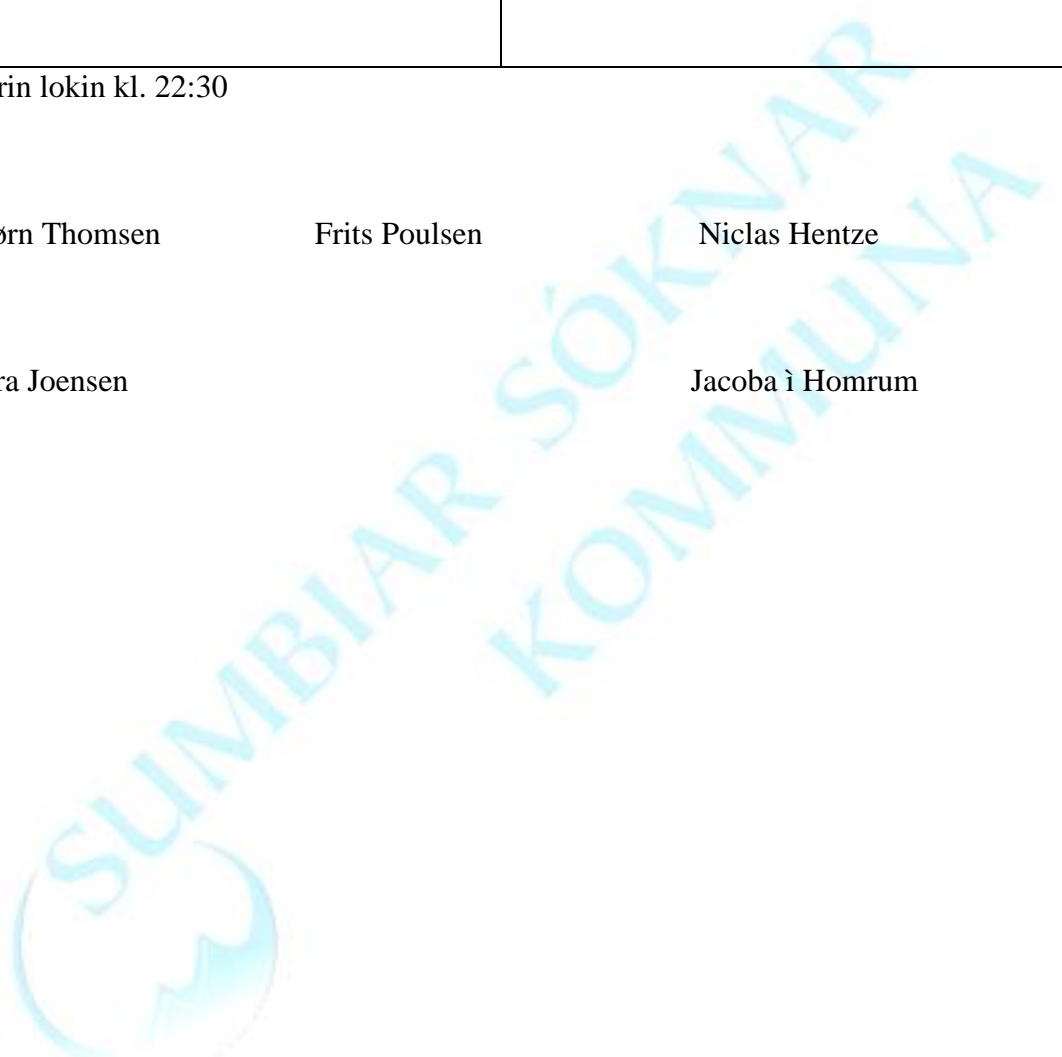 rin lokin kl. 22:30
ørn Thomsen Frits Poulsen Niclas Hentze
ra Joensen Jacoba ì Homrum
SUMBIAR SÓKNAR
KOMMUNA